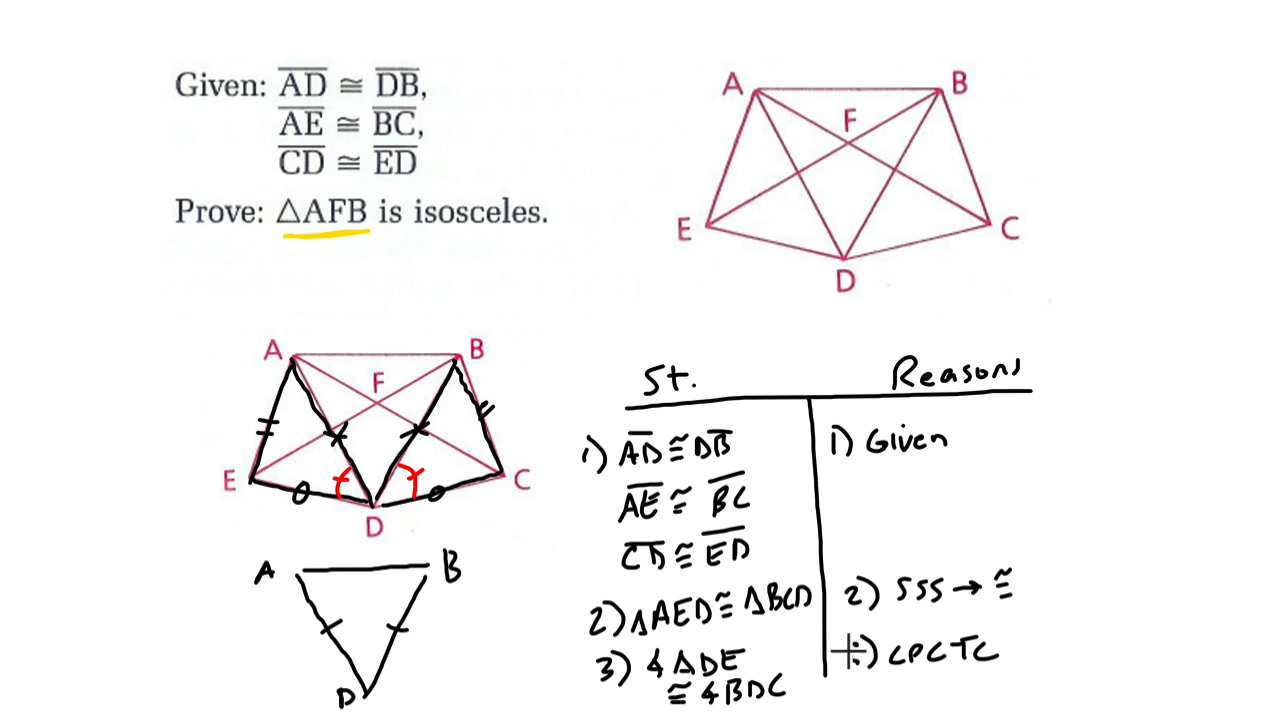 Given: AD ≅ DB,
AE ≅ BC,
CD ≅ ED
Prove: △AFB is isosceles.
A
B
F
E
C
D
A
B
F
E
C
D
A
B
D
St. Reasons
1) AD ≅ DB 1) Given
AE ≅ BC
CD ≅ ED
2) △AED ≅ △BCD 2) SSS → ≅
3) ∡ADE ) CPCTC
≅ ∡BDC